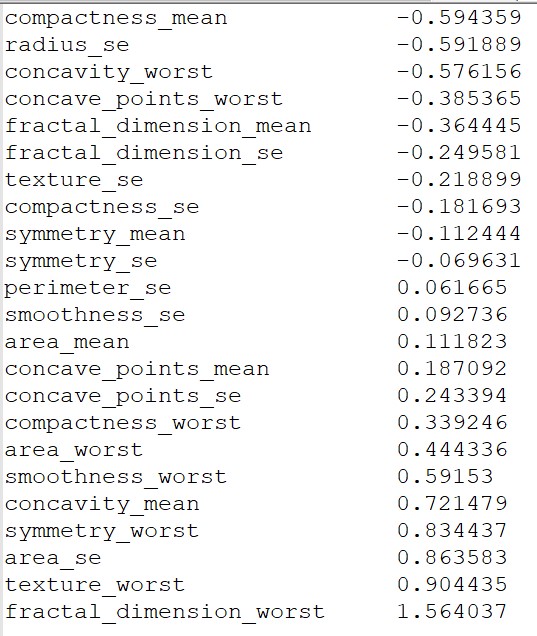 compactness_mean -0.594359
radius_se -0.591889
concavity_worst -0.576156
concave_points_worst -0.385365
fractal_dimension_mean -0.364445
fractal_dimension_se -0.249581
texture_se -0.218899
compactness_se -0.181693
symmetry_mean -0.112444
symmetry_se -0.069631
perimeter_se 0.061665
smoothness_se 0.092736
area_mean 0.111823
concave_points_mean 0.187092
concave_points_se 0.243394
compactness_worst 0.339246
area_worst 0.444336
smoothness_worst 0.59153
concavity_mean 0.721479
symmetry_worst 0.834437
area_se 0.863583
texture_worst 0.904435
fractal_dimension_worst 1.564037